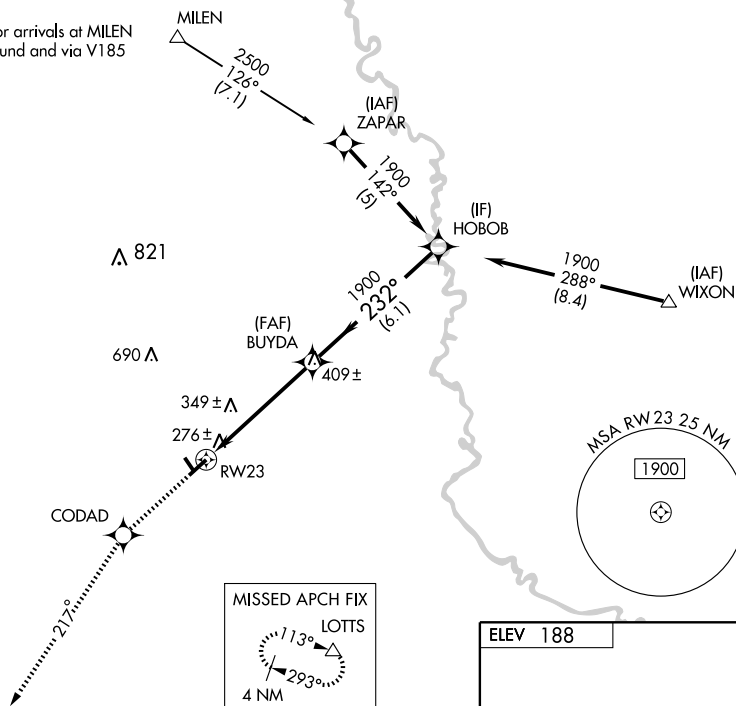 or arrivals at MILEN
und and via V185
MILEN
2500
126°
(7.1)
(IAF)
ZAPAR
1900
142°
(5)
(IF)
HOBOB
1900
288°
(8.4)
(IAF)
WIXON
821
1900
232°
(6.1)
(FAF)
BUYDA
690
409±
349±
276±
RW23
MSA RW23 25 NM
1900
CODAD
217°
MISSED APCH FIX
LOTTS
113°
293°
4 NM
ELEV 188